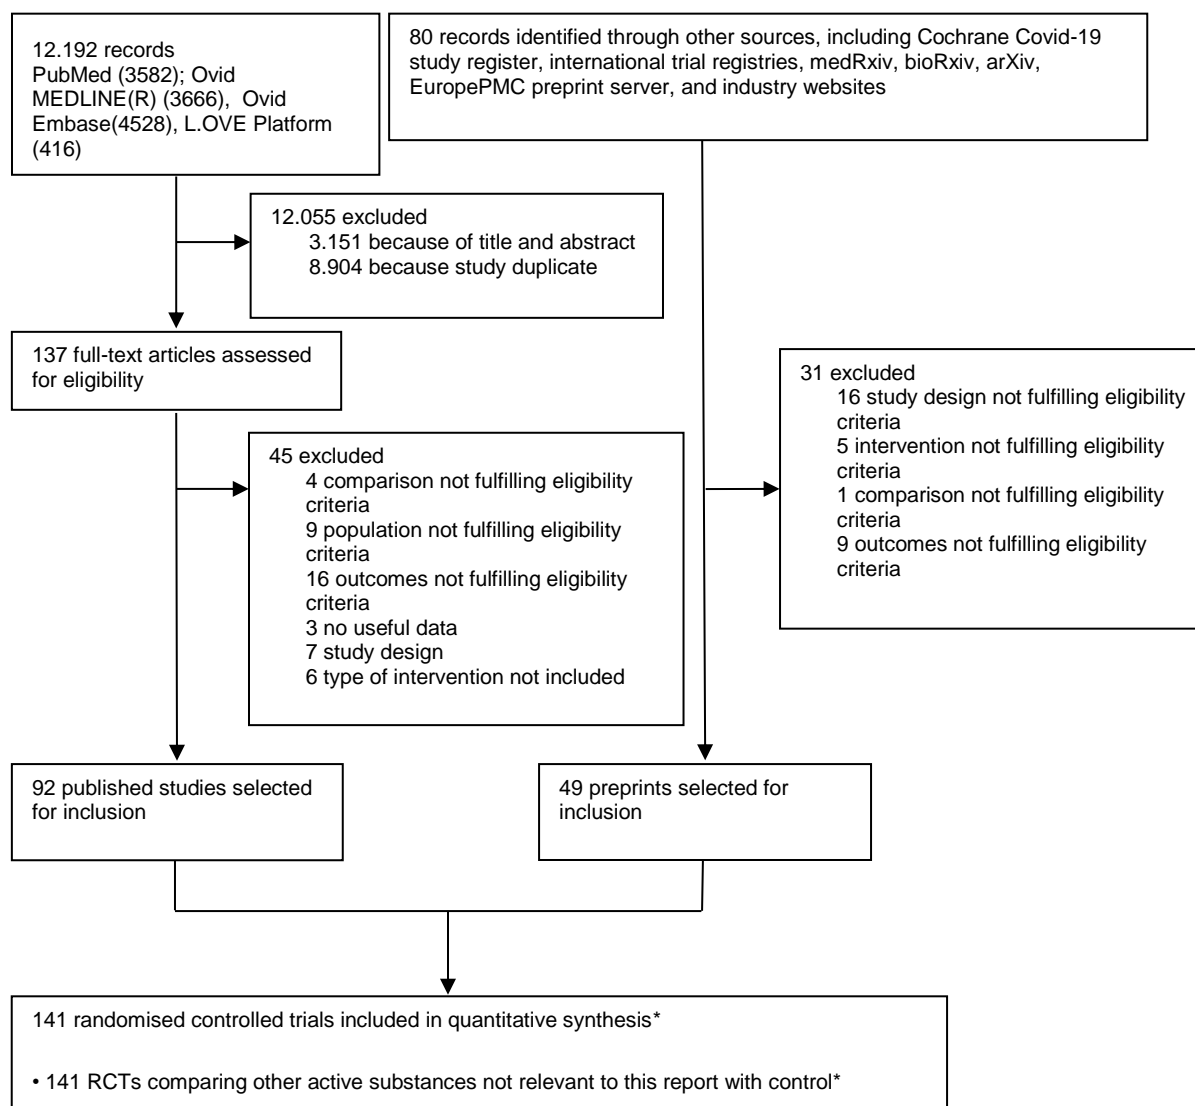 12.192 records
PubMed (3582); Ovid
MEDLINE(R) (3666), Ovid
Embase(4528), L.OVE Platform
(416)
80 records identified through other sources, including Cochrane Covid-19
study register, international trial registries, medRxiv, bioRxiv, arXiv,
EuropePMC preprint server, and industry websites
12.055 excluded
3.151 because of title and abstract
8.904 because study duplicate
137 full-text articles assessed
for eligibility
31 excluded
16 study design not fulfilling eligibility
criteria
5 intervention not fulfilling eligibility
criteria
1 comparison not fulfilling eligibility
criteria
9 outcomes not fulfilling eligibility
criteria
45 excluded
4 comparison not fulfilling eligibility
criteria
9 population not fulfilling eligibility
criteria
16 outcomes not fulfilling eligibility
criteria
3 no useful data
7 study design
6 type of intervention not included
92 published studies selected
for inclusion
49 preprints selected for
inclusion
141 randomised controlled trials included in quantitative synthesis*
• 141 RCTs comparing other active substances not relevant to this report with control*